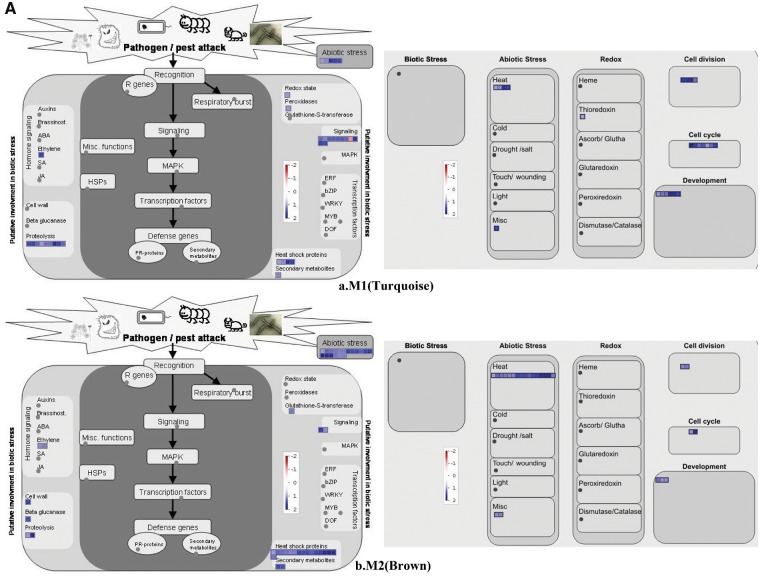 A
Pathogen / pest attack
Abiotic stress
Recognition
R genes
Respiratory burst
Signaling
Misc. functions
MAPK
HSPs
Transcription factors
Defense genes
PR-proteins
Secondary metabolites
Putative involvment in biotic stress
Hormone signaling
Auxins
Brassinost.
ABA
Ethylene
SA
JA
Cell wall
Beta glucanase
Proteolysis
Redox state
Peroxidases
Glutathione-S-transferase
Signaling
MAPK
ERF
bZIP
WRKY
MYB
DOF
Transcription factors
Putative involvment in biotic stress
Heat shock proteins
Secondary metabolites
-2
-1
0
1
2
Biotic Stress
Abiotic Stress
Redox
Cell division
Heat
Cold
Drought /salt
Touch/ wounding
Light
Misc
Heme
Thioredoxin
Ascorb/ Glutha
Glutaredoxin
Peroxiredoxin
Dismutase/Catalase
Cell cycle
Development
-2
-1
0
1
2
a.M1(Turquoise)
Pathogen / pest attack
Abiotic stress
Recognition
R genes
Respiratory burst
Signaling
Misc. functions
MAPK
HSPs
Transcription factors
Defense genes
PR-proteins
Secondary metabolites
Putative involvment in biotic stress
Hormone signaling
Auxins
Brassinost.
ABA
Ethylene
SA
JA
Cell wall
Beta glucanase
Proteolysis
Redox state
Peroxidases
Glutathione-S-transferase
Signaling
MAPK
ERF
bZIP
WRKY
MYB
DOF
Transcription factors
Putative involvment in biotic stress
Heat shock proteins
Secondary metabolites
-2
-1
0
1
2
Biotic Stress
Abiotic Stress
Redox
Cell division
Heat
Cold
Drought /salt
Touch/ wounding
Light
Misc
Heme
Thioredoxin
Ascorb/ Glutha
Glutaredoxin
Peroxiredoxin
Dismutase/Catalase
Cell cycle
Development
-2
-1
0
1
2
b.M2(Brown)